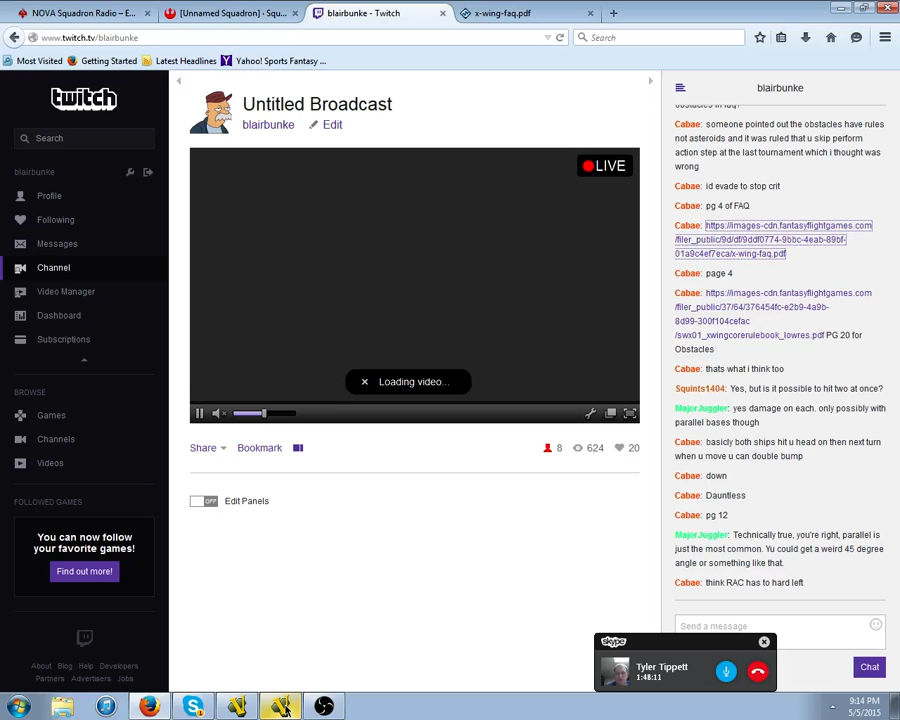 NOVA Squadron Radio – E...
[Unnamed Squadron] · Squ...
blairbunke - Twitch
x-wing-faq.pdf
www.twitch.tv/blairbunke
Search
Most Visited
Getting Started
Latest Headlines
Yahoo! Sports Fantasy ...
twitch
Search
blairbunke
Profile
Following
Messages
Channel
Video Manager
Dashboard
Subscriptions
BROWSE
Games
Channels
Videos
FOLLOWED GAMES
You can now follow
your favorite games!
Find out more!
About Blog Help Developers
Partners Advertisers Jobs
Untitled Broadcast
blairbunke Edit
LIVE
Loading video...
Share Bookmark 8 624 20
OFF Edit Panels
blairbunke
obstacles in faq?
Cabae: someone pointed out the obstacles have rules
not asteroids and it was ruled that u skip perform
action step at the last tournament which i thought was
wrong
Cabae: id evade to stop crit
Cabae: pg 4 of FAQ
Cabae: https://images-cdn.fantasyflightgames.com
/filer_public/9d/df/9ddf0774-9bbc-4eab-89bf-
01a9c4ef7eca/x-wing-faq.pdf
Cabae: page 4
Cabae: https://images-cdn.fantasyflightgames.com
/filer_public/37/64/376454fc-e2b9-4a9b-
8d99-300f104cefac
/swx01_xwingcorerulebook_lowres.pdf PG 20 for
Obstacles
Cabae: thats what i think too
Squints1404: Yes, but is it possible to hit two at once?
MajorJuggler: yes damage on each. only possibly with
parallel bases though
Cabae: basicly both ships hit u head on then next turn
when u move u can double bump
Cabae: down
Cabae: Dauntless
Cabae: pg 12
MajorJuggler: Technically true, you're right, parallel is
just the most common. Yu could get a weird 45 degree
angle or something like that.
Cabae: think RAC has to hard left
Send a message
Chat
skype
Tyler Tippett
1:48:11
9:14 PM
5/5/2015